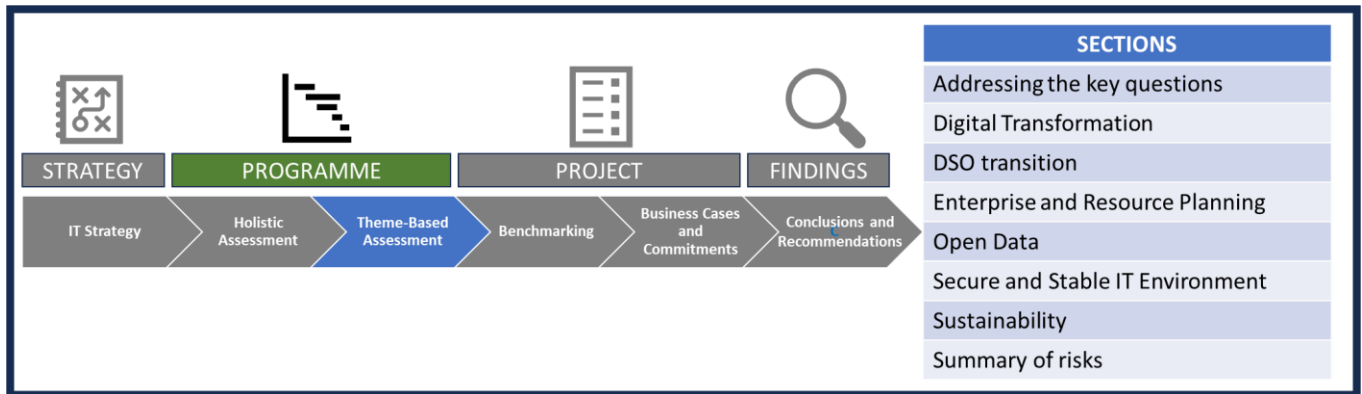 STRATEGY
PROGRAMME
PROJECT
FINDINGS
IT Strategy
Holistic
Assessment
Theme-Based
Assessment
Benchmarking
Business Cases
and
Commitments
Conclusions and
Recommendations
SECTIONS
Addressing the key questions
Digital Transformation
DSO transition
Enterprise and Resource Planning
Open Data
Secure and Stable IT Environment
Sustainability
Summary of risks